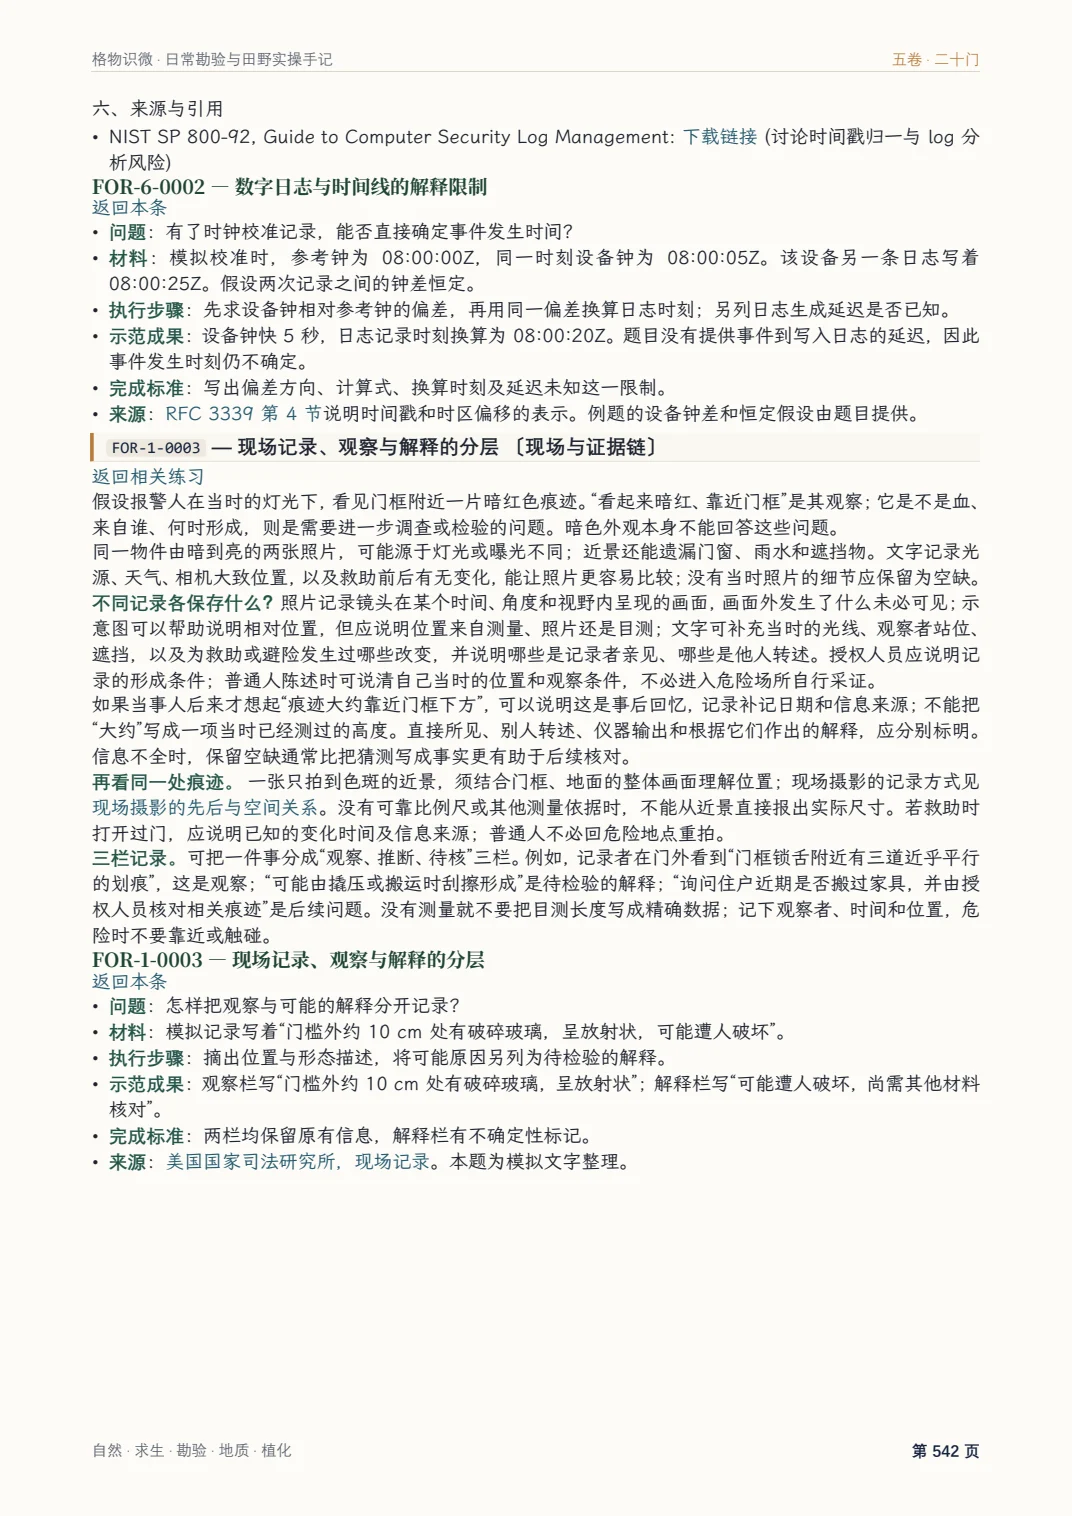 格物识微 · 日常勘验与田野实操手记
五卷 · 二十门
六、来源与引用
• NIST SP 800-92, Guide to Computer Security Log Management: 下载链接 (讨论时间戳归一与 log 分
析风险)
FOR-6-0002 — 数字日志与时间线的解释限制
返回本条
• 问题：有了时钟校准记录，能否直接确定事件发生时间？
• 材料：模拟校准时，参考钟为 08:00:00Z，同一时刻设备钟为 08:00:05Z。该设备另一条日志写着
08:00:25Z。假设两次记录之间的钟差恒定。
• 执行步骤：先求设备钟相对参考钟的偏差，再用同一偏差换算日志时刻；另列日志生成延迟是否已知。
• 示范成果：设备钟快 5 秒，日志记录时刻换算为 08:00:20Z。题目没有提供事件到写入日志的延迟，因此
事件发生时刻仍不确定。
• 完成标准：写出偏差方向、计算式、换算时刻及延迟未知这一限制。
• 来源：RFC 3339 第 4 节说明时间戳和时区偏移的表示。例题的设备钟差和恒定假设由题目提供。
FOR-1-0003 — 现场记录、观察与解释的分层 〔现场与证据链〕
返回相关练习
假设报警人在当时的灯光下，看见门框附近一片暗红色痕迹。“看起来暗红、靠近门框”是其观察；它是不是血、
来自谁、何时形成，则是需要进一步调查或检验的问题。暗色外观本身不能回答这些问题。
同一物件由暗到亮的两张照片，可能源于灯光或曝光不同；近景还能遗漏门窗、雨水和遮挡物。文字记录光
源、天气、相机大致位置，以及救助前后有无变化，能让照片更容易比较；没有当时照片的细节应保留为空缺。
不同记录各保存什么？照片记录镜头在某个时间、角度和视野内呈现的画面，画面外发生了什么未必可见；示
意图可以帮助说明相对位置，但应说明位置来自测量、照片还是目测；文字可补充当时的光线、观察者站位、
遮挡，以及为救助或避险发生过哪些改变，并说明哪些是记录者亲见、哪些是他人转述。授权人员应说明记
录的形成条件；普通人陈述时可说清自己当时的位置和观察条件，不必进入危险场所自行采证。
如果当事人后来才想起“痕迹大约靠近门框下方”，可以说明这是事后回忆，记录补记日期和信息来源；不能把
“大约”写成一项当时已经测过的高度。直接所见、别人转述、仪器输出和根据它们作出的解释，应分别标明。
信息不全时，保留空缺通常比把猜测写成事实更有助于后续核对。
再看同一处痕迹。 一张只拍到色斑的近景，须结合门框、地面的整体画面理解位置；现场摄影的记录方式见
现场摄影的先后与空间关系。没有可靠比例尺或其他测量依据时，不能从近景直接报出实际尺寸。若救助时
打开过门，应说明已知的变化时间及信息来源；普通人不必回危险地点重拍。
三栏记录。可把一件事分成“观察、推断、待核”三栏。例如，记录者在门外看到“门框锁舌附近有三道近乎平行
的划痕”，这是观察；“可能由撬压或搬运时刮擦形成”是待检验的解释；“询问住户近期是否搬过家具，并由授
权人员核对相关痕迹”是后续问题。没有测量就不要把目测长度写成精确数据；记下观察者、时间和位置，危
险时不要靠近或触碰。
FOR-1-0003 — 现场记录、观察与解释的分层
返回本条
• 问题：怎样把观察与可能的解释分开记录？
• 材料：模拟记录写着“门槛外约 10 cm 处有破碎玻璃，呈放射状，可能遭人破坏”。
• 执行步骤：摘出位置与形态描述，将可能原因另列为待检验的解释。
• 示范成果：观察栏写“门槛外约 10 cm 处有破碎玻璃，呈放射状”；解释栏写“可能遭人破坏，尚需其他材料
核对”。
• 完成标准：两栏均保留原有信息，解释栏有不确定性标记。
• 来源：美国国家司法研究所，现场记录。本题为模拟文字整理。
自然 · 求生 · 勘验 · 地质 · 植化
第 542 页